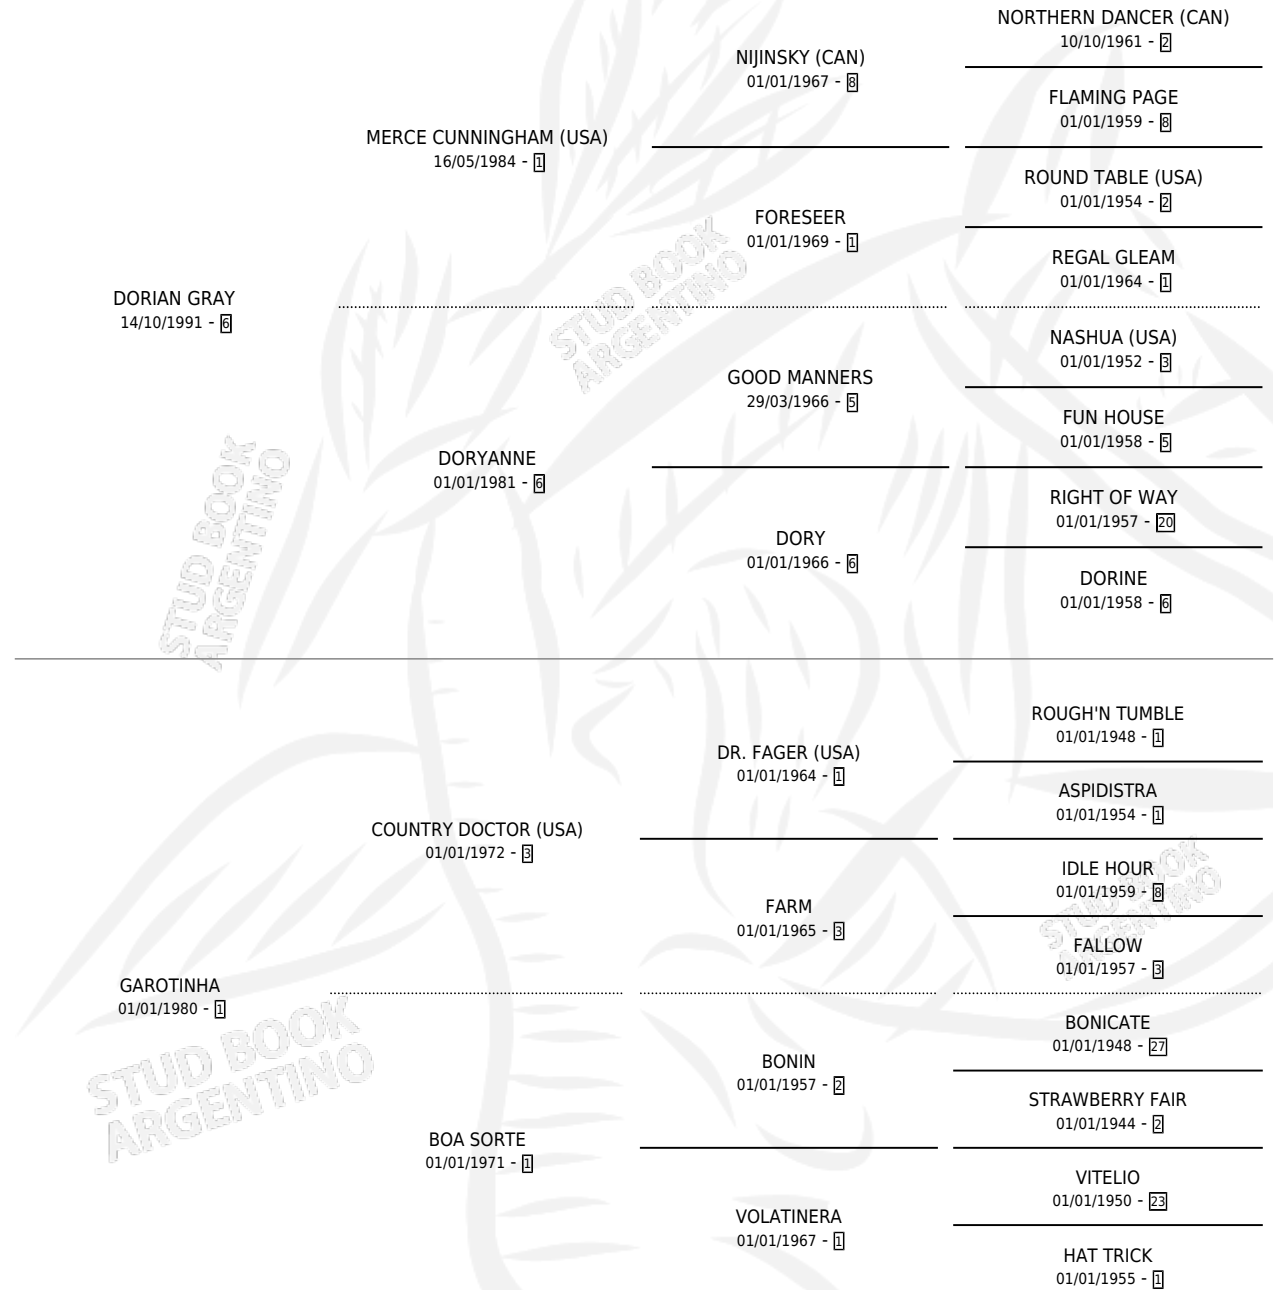 NORTHERN DANCER (CAN)
10/10/1961 - 2
NIJINSKY (CAN)
01/01/1967 - 8
FLAMING PAGE
01/01/1959 - 8
MERCE CUNNINGHAM (USA)
16/05/1984 - 1
ROUND TABLE (USA)
01/01/1954 - 2
FORESEER
01/01/1969 - 1
REGAL GLEAM
01/01/1964 - 1
DORIAN GRAY
14/10/1991 - 6
NASHUA (USA)
01/01/1952 - 3
GOOD MANNERS
29/03/1966 - 5
FUN HOUSE
01/01/1958 - 5
DORYANNE
01/01/1981 - 6
RIGHT OF WAY
01/01/1957 - 20
DORY
01/01/1966 - 6
DORINE
01/01/1958 - 6
STUD BOOK
ARGENTINO
STUD BOOK
ARGENTINO
ROUGH'N TUMBLE
01/01/1948 - 1
DR. FAGER (USA)
01/01/1964 - 1
ASPIDISTRA
01/01/1954 - 1
COUNTRY DOCTOR (USA)
01/01/1972 - 3
IDLE HOUR
01/01/1959 - 8
FARM
01/01/1965 - 3
FALLOW
01/01/1957 - 3
GAROTINHA
01/01/1980 - 1
BONICATE
01/01/1948 - 27
BONIN
01/01/1957 - 2
STRAWBERRY FAIR
01/01/1944 - 2
BOA SORTE
01/01/1971 - 1
VITELIO
01/01/1950 - 23
VOLATINERA
01/01/1967 - 1
HAT TRICK
01/01/1955 - 1
STUD BOOK
ARGENTINO
STUD BOOK
ARGENTINO